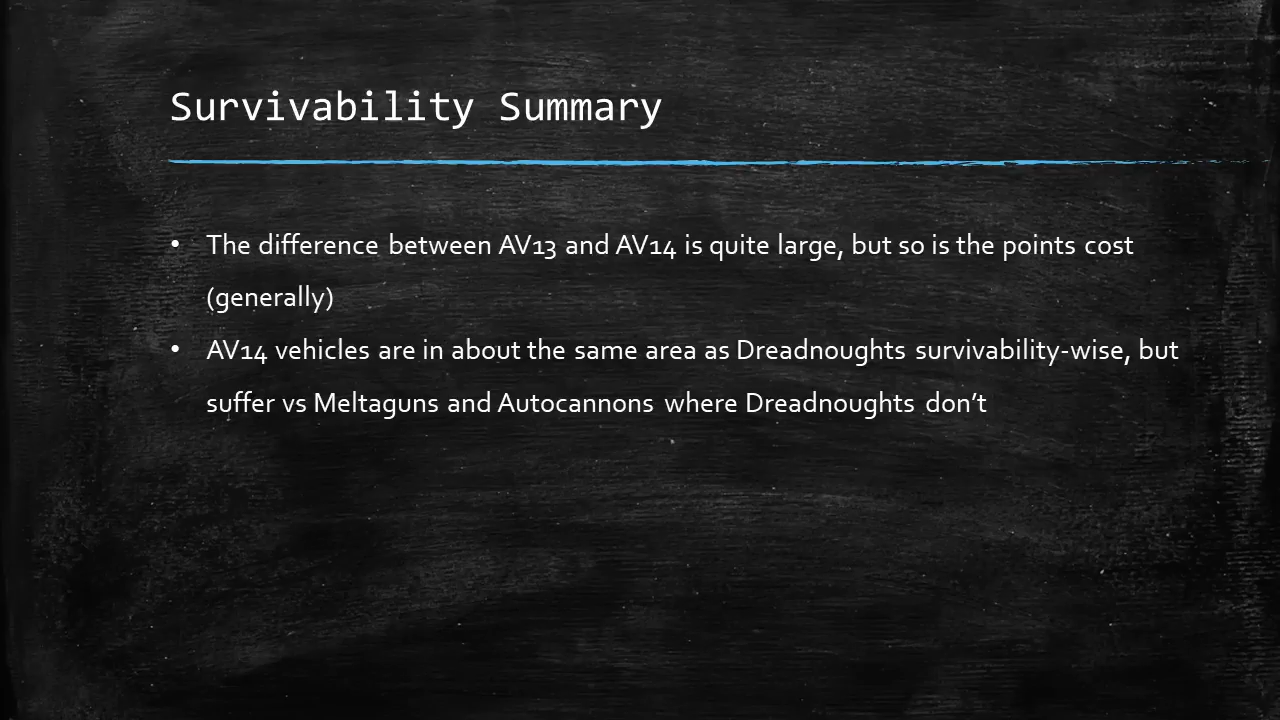 Survivability Summary
• The difference between AV13 and AV14 is quite large, but so is the points cost
(generally)
• AV14 vehicles are in about the same area as Dreadnoughts survivability-wise, but
suffer vs Meltaguns and Autocannons where Dreadnoughts don’t